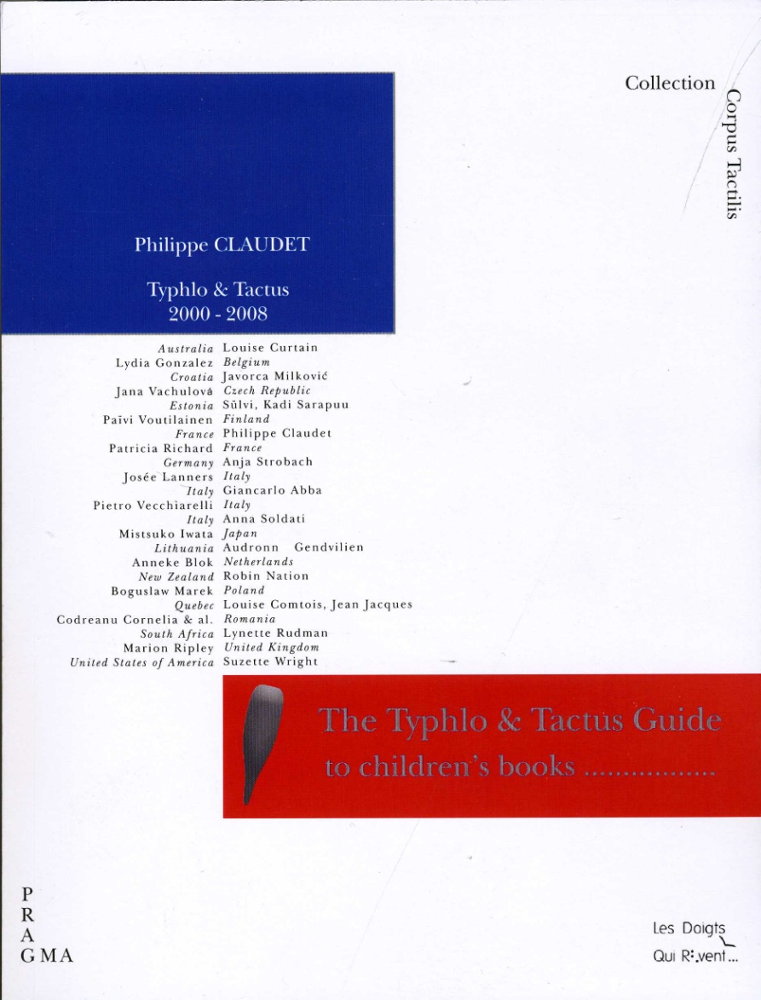 Collection
Corpus Tactilis
Philippe CLAUDET
Typhlo & Tactus
2000 - 2008
Australia Louise Curtain
Lydia Gonzalez Belgium
Croatia Javorca Milković
Jana Vachulová Czech Republic
Estonia Sülvi, Kadi Sarapuu
Païvi Voutilainen Finland
France Philippe Claudet
Patricia Richard France
Germany Anja Strobach
Josée Lanners Italy
Italy Giancarlo Abba
Pietro Vecchiarelli Italy
Italy Anna Soldati
Mistsuko Iwata Japan
Lithuania Audronn Gendvilien
Anneke Blok Netherlands
New Zealand Robin Nation
Boguslaw Marek Poland
Quebec Louise Comtois, Jean Jacques
Codreanu Cornelia & al. Romania
South Africa Lynette Rudman
Marion Ripley United Kingdom
United States of America Suzette Wright
The Typhlo & Tactus Guide
to children's books .................
P
R
A
G MA
Les Doigts
Qui R⠣vent...